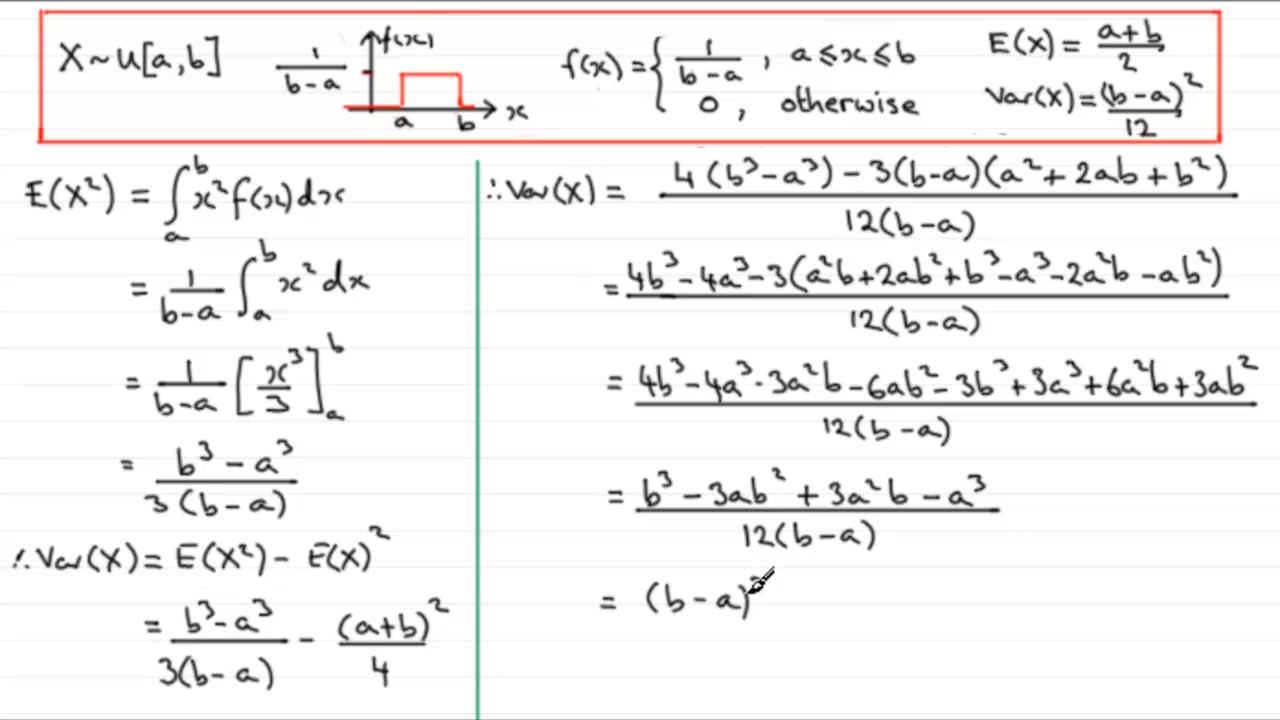 X ~ U[a, b]
1/(b-a)
f(x)
a
b
x
f(x) = { 1/(b-a), a ≤ x ≤ b
0, otherwise
E(X) = (a+b)/2
Var(X) = (b-a)²/12
E(X²) = ∫ₐᵇ x² f(x) dx
= 1/(b-a) ∫ₐᵇ x² dx
= 1/(b-a) [x³/3]ₐᵇ
= (b³ - a³)/(3(b-a))
∴ Var(X) = E(X²) - E(X)²
= (b³ - a³)/(3(b-a)) - (a+b)²/4
∴ Var(X) = (4(b³ - a³) - 3(b-a)(a² + 2ab + b²))/(12(b-a))
= (4b³ - 4a³ - 3(a²b + 2ab² + b³ - a³ - 2a²b - ab²))/(12(b-a))
= (4b³ - 4a³ - 3a²b - 6ab² - 3b³ + 3a³ + 6a²b + 3ab²)/(12(b-a))
= (b³ - 3ab² + 3a²b - a³)/(12(b-a))
= (b-a)